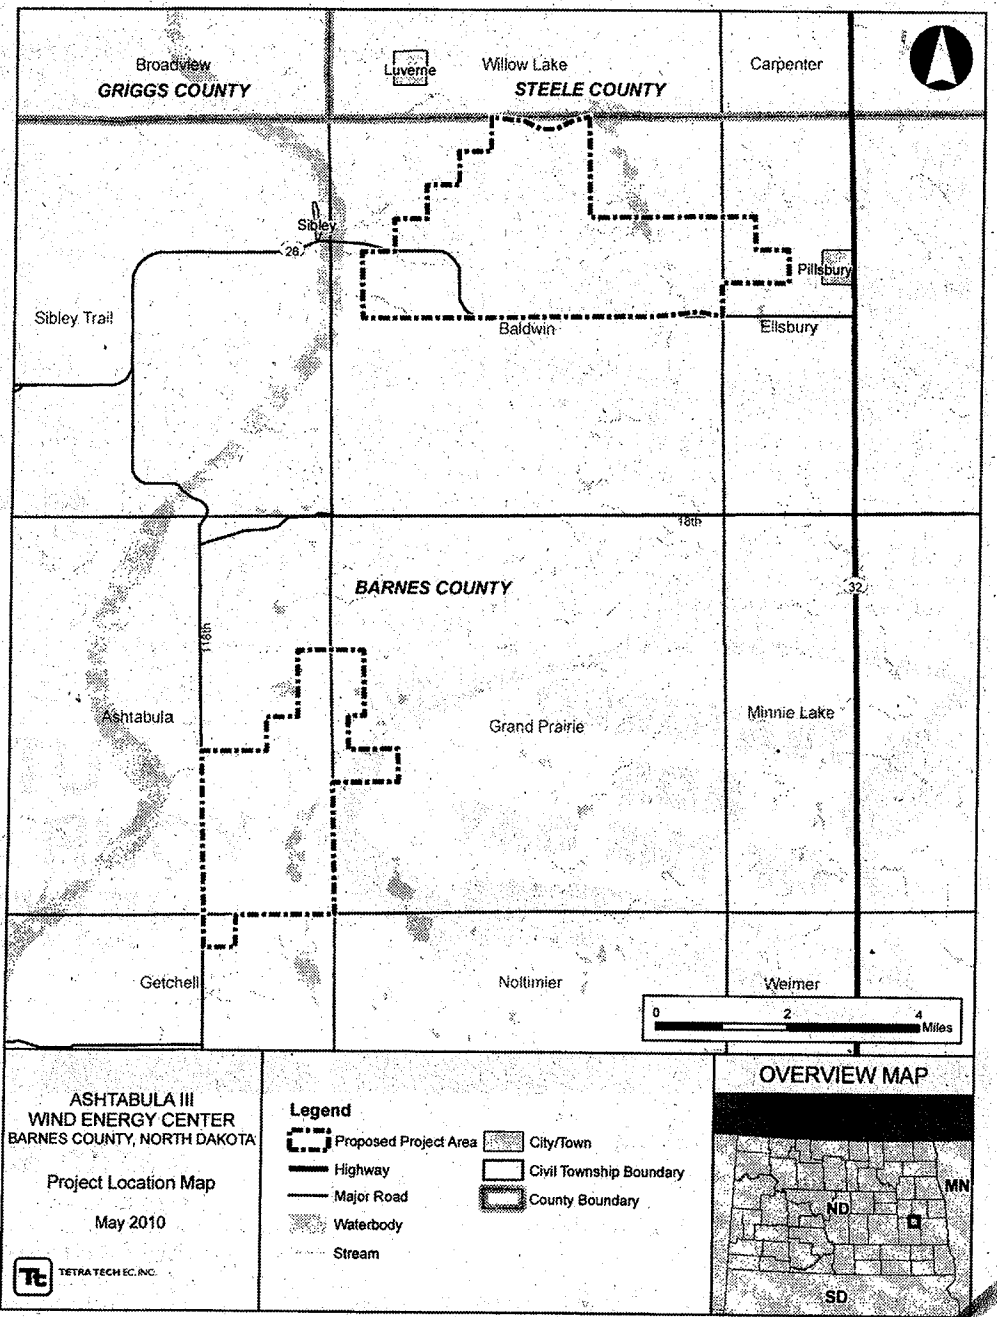 Broadview
Luverne
Willow Lake
Carpenter
GRIGGS COUNTY
STEELE COUNTY
Sibley
26
Pillsbury
Sibley Trail
Baldwin
Ellsbury
18th
BARNES COUNTY
32
118th
Ashtabula
Grand Prairie
Minnie Lake
Getchell
Noltimier
Weimer
0 2 4
Miles
ASHTABULA III
WIND ENERGY CENTER
BARNES COUNTY, NORTH DAKOTA
Project Location Map
May 2010
Tt
TETRA TECH EC, INC.
Legend
Proposed Project Area
Highway
Major Road
Waterbody
Stream
City/Town
Civil Township Boundary
County Boundary
OVERVIEW MAP
MN
ND
SD